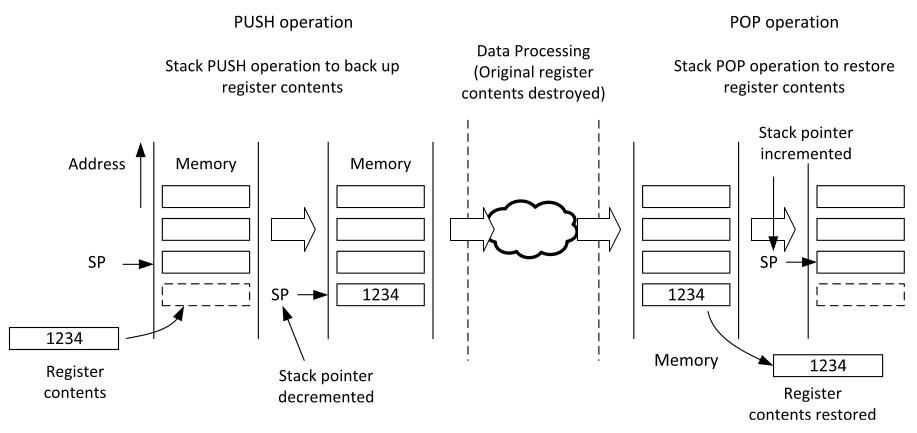 PUSH operation
Stack PUSH operation to back up
register contents
Data Processing
(Original register
contents destroyed)
POP operation
Stack POP operation to restore
register contents
Stack pointer
incremented
Address
Memory
Memory
SP
SP
1234
SP
1234
1234
Register
contents
Stack pointer
decremented
Memory
1234
Register
contents restored